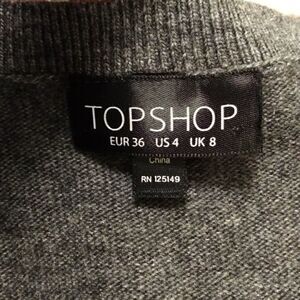 TOPSHOP
EUR 36 US 4 UK 8
China
RN 125149